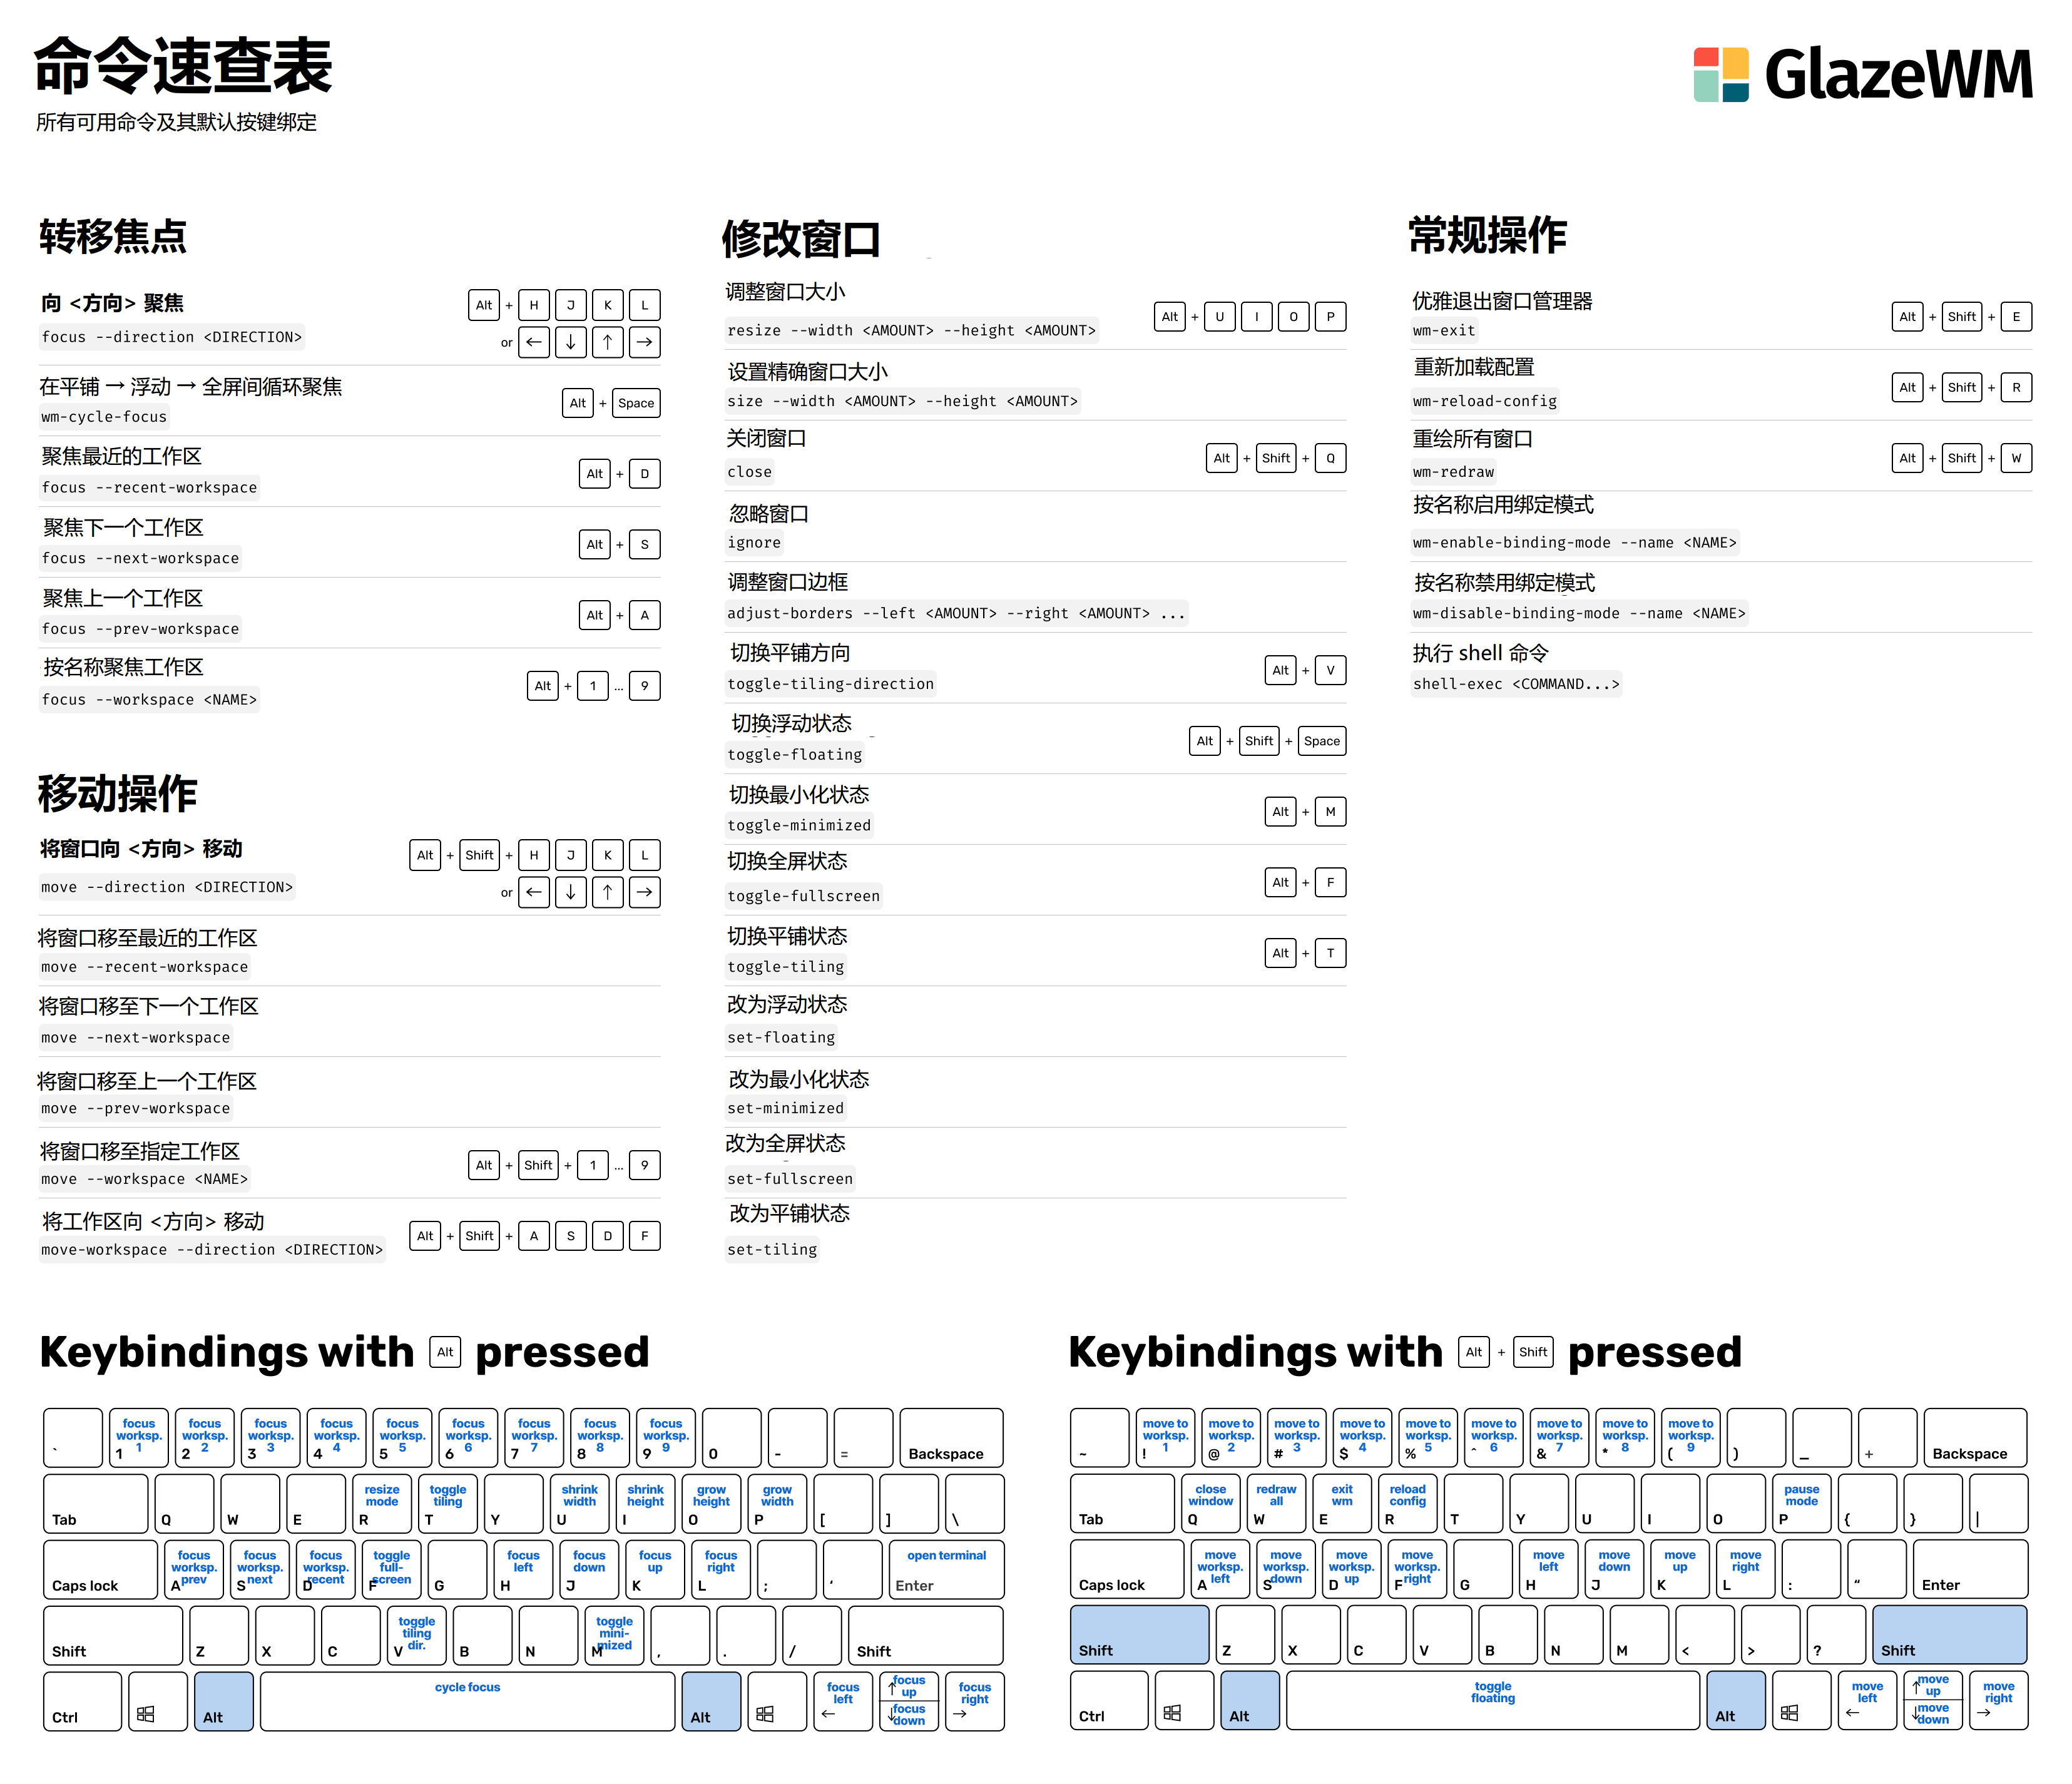 命令速查表
所有可用命令及其默认按键绑定
GlazeWM
转移焦点
向 <方向> 聚焦
focus --direction <DIRECTION>
Alt + H J K L
or ← ↓ ↑ →
在平铺 → 浮动 → 全屏间循环聚焦
wm-cycle-focus
Alt + Space
聚焦最近的工作区
focus --recent-workspace
Alt + D
聚焦下一个工作区
focus --next-workspace
Alt + S
聚焦上一个工作区
focus --prev-workspace
Alt + A
按名称聚焦工作区
focus --workspace <NAME>
Alt + 1 ... 9
移动操作
将窗口向 <方向> 移动
move --direction <DIRECTION>
Alt + Shift + H J K L
or ← ↓ ↑ →
将窗口移至最近的工作区
move --recent-workspace
将窗口移至下一个工作区
move --next-workspace
将窗口移至上一个工作区
move --prev-workspace
将窗口移至指定工作区
move --workspace <NAME>
Alt + Shift + 1 ... 9
将工作区向 <方向> 移动
move-workspace --direction <DIRECTION>
Alt + Shift + A S D F
修改窗口
调整窗口大小
resize --width <AMOUNT> --height <AMOUNT>
Alt + U I O P
设置精确窗口大小
size --width <AMOUNT> --height <AMOUNT>
关闭窗口
close
Alt + Shift + Q
忽略窗口
ignore
调整窗口边框
adjust-borders --left <AMOUNT> --right <AMOUNT> ...
切换平铺方向
toggle-tiling-direction
Alt + V
切换浮动状态
toggle-floating
Alt + Shift + Space
切换最小化状态
toggle-minimized
Alt + M
切换全屏状态
toggle-fullscreen
Alt + F
切换平铺状态
toggle-tiling
Alt + T
改为浮动状态
set-floating
改为最小化状态
set-minimized
改为全屏状态
set-fullscreen
改为平铺状态
set-tiling
常规操作
优雅退出窗口管理器
wm-exit
Alt + Shift + E
重新加载配置
wm-reload-config
Alt + Shift + R
重绘所有窗口
wm-redraw
Alt + Shift + W
按名称启用绑定模式
wm-enable-binding-mode --name <NAME>
按名称禁用绑定模式
wm-disable-binding-mode --name <NAME>
执行 shell 命令
shell-exec <COMMAND...>
Keybindings with Alt pressed
focus worksp. 1 focus worksp. 2 focus worksp. 3 focus worksp. 4 focus worksp. 5 focus worksp. 6 focus worksp. 7 focus worksp. 8 focus worksp. 9
` 1 2 3 4 5 6 7 8 9 0 - = Backspace
resize mode toggle tiling shrink width shrink height grow height grow width
Tab Q W E R T Y U I O P [ ] \
focus worksp. prev focus worksp. next focus worksp. recent toggle full-screen focus left focus down focus up focus right open terminal
Caps lock A S D F G H J K L ; ‘ Enter
toggle tiling dir. toggle mini-mized
Shift Z X C V B N M , . / Shift
cycle focus focus left focus up focus down focus right
Ctrl Alt Alt ← ↑ ↓ →
Keybindings with Alt + Shift pressed
move to worksp. 1 move to worksp. 2 move to worksp. 3 move to worksp. 4 move to worksp. 5 move to worksp. 6 move to worksp. 7 move to worksp. 8 move to worksp. 9
~ ! @ # $ % ^ & * ( ) _ + Backspace
close window redraw all exit wm reload config pause mode
Tab Q W E R T Y U I O P { } |
move worksp. left move worksp. down move worksp. up move worksp. right move left move down move up move right
Caps lock A S D F G H J K L : “ Enter
Shift Z X C V B N M < > ? Shift
toggle floating move left move up move down move right
Ctrl Alt Alt ← ↑ ↓ →